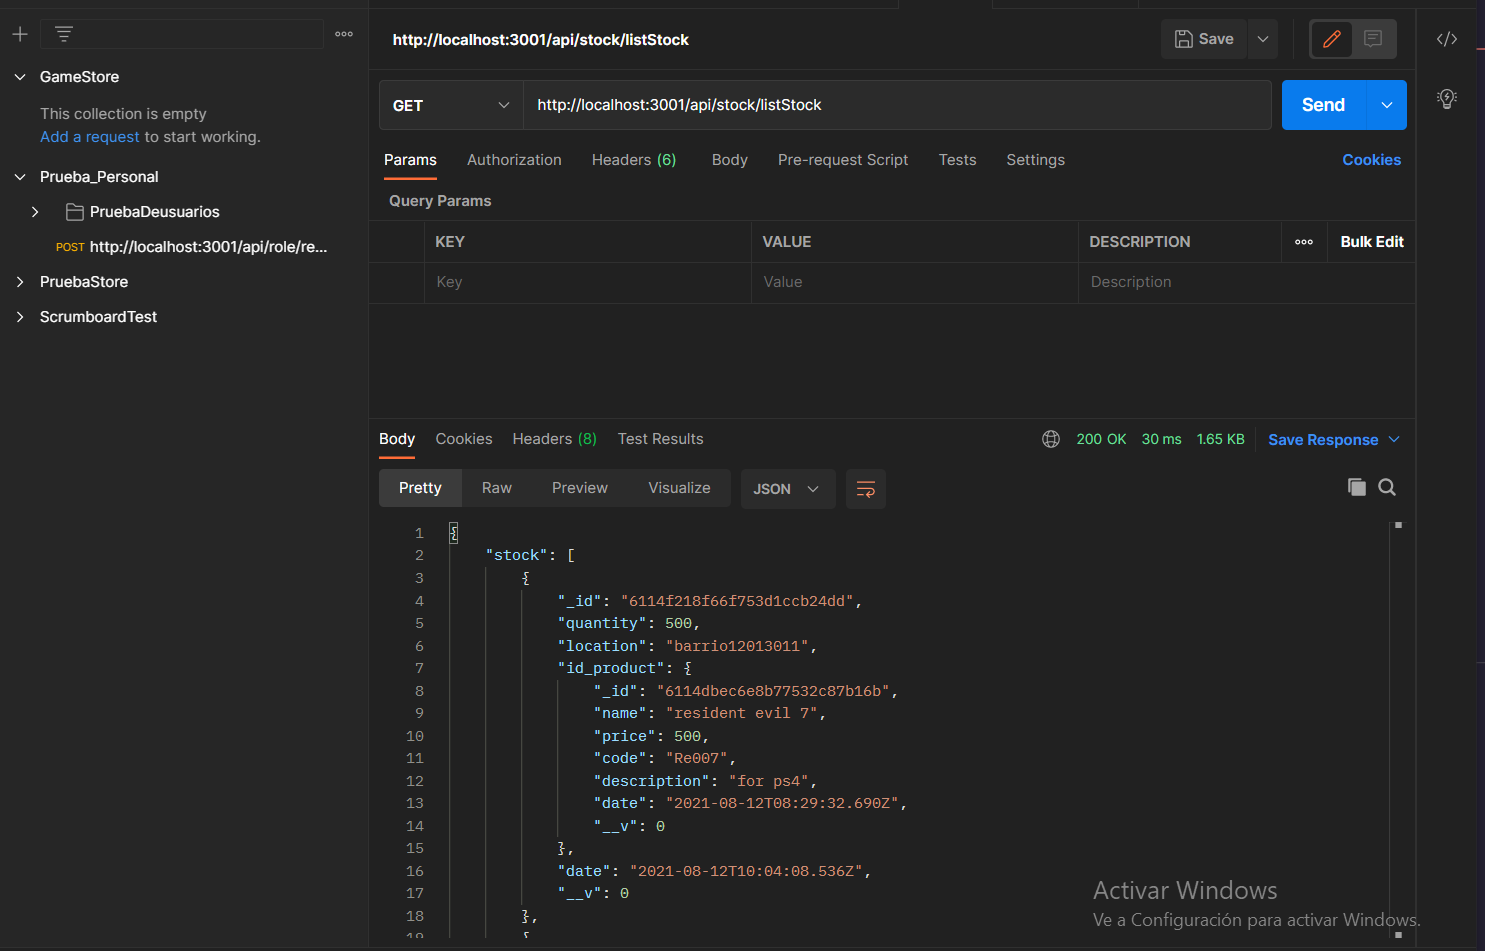 GameStore
This collection is empty
Add a request to start working.
Prueba_Personal
PruebaDeusuarios
POST http://localhost:3001/api/role/re...
PruebaStore
ScrumboardTest
http://localhost:3001/api/stock/listStock
Save
GET http://localhost:3001/api/stock/listStock Send
Params Authorization Headers (6) Body Pre-request Script Tests Settings Cookies
Query Params
KEY VALUE DESCRIPTION Bulk Edit
Key Value Description
Body Cookies Headers (8) Test Results 200 OK 30 ms 1.65 KB Save Response
Pretty Raw Preview Visualize JSON
1 {
2 "stock": [
3 {
4 "_id": "6114f218f66f753d1ccb24dd",
5 "quantity": 500,
6 "location": "barrio12013011",
7 "id_product": {
8 "_id": "6114dbec6e8b77532c87b16b",
9 "name": "resident evil 7",
10 "price": 500,
11 "code": "Re007",
12 "description": "for ps4",
13 "date": "2021-08-12T08:29:32.690Z",
14 "__v": 0
15 },
16 "date": "2021-08-12T10:04:08.536Z",
17 "__v": 0
18 },
19 {
Activar Windows
Ve a Configuración para activar Windows.